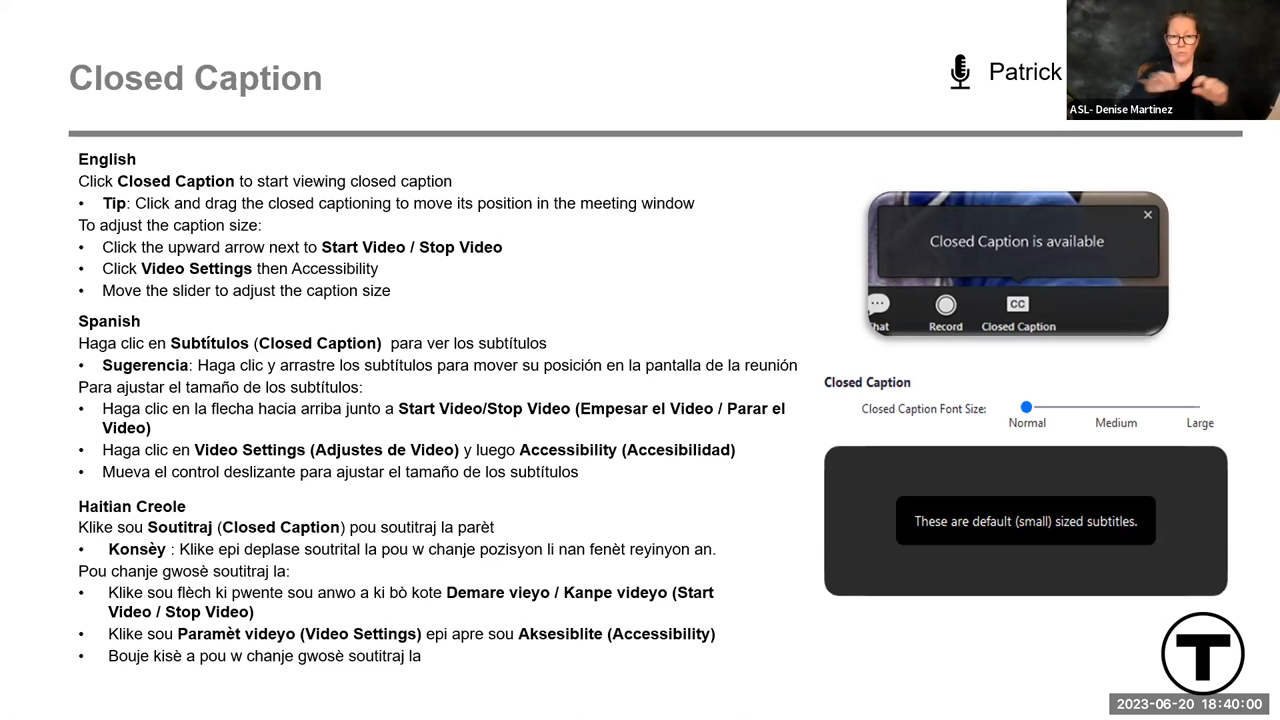 Closed Caption
Patrick
ASL- Denise Martinez
English
Click Closed Caption to start viewing closed caption
• Tip: Click and drag the closed captioning to move its position in the meeting window
To adjust the caption size:
• Click the upward arrow next to Start Video / Stop Video
• Click Video Settings then Accessibility
• Move the slider to adjust the caption size
Spanish
Haga clic en Subtítulos (Closed Caption)  para ver los subtítulos
• Sugerencia: Haga clic y arrastre los subtítulos para mover su posición en la pantalla de la reunión
Para ajustar el tamaño de los subtítulos:
• Haga clic en la flecha hacia arriba junto a Start Video/Stop Video (Empesar el Video / Parar el
Video)
• Haga clic en Video Settings (Adjustes de Video) y luego Accessibility (Accesibilidad)
• Mueva el control deslizante para ajustar el tamaño de los subtítulos
Haitian Creole
Klike sou Soutitraj (Closed Caption) pou soutitraj la parèt
• Konsèy : Klike epi deplase soutrital la pou w chanje pozisyon li nan fenèt reyinyon an.
Pou chanje gwosè soutitraj la:
• Klike sou flèch ki pwente sou anwo a ki bò kote Demare vieyo / Kanpe videyo (Start
Video / Stop Video)
• Klike sou Paramèt videyo (Video Settings) epi apre sou Aksesiblite (Accessibility)
• Bouje kisè a pou w chanje gwosè soutitraj la
Closed Caption is available
CC
hat Record Closed Caption
Closed Caption
Closed Caption Font Size:
Normal Medium Large
These are default (small) sized subtitles.
T
2023-06-20 18:40:00